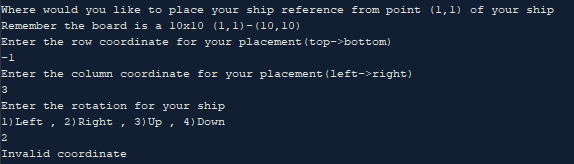 Where would you like to place your ship reference from point (1,1) of your ship
Remember the board is a 10x10 (1,1)-(10,10)
Enter the row coordinate for your placement(top->bottom)
-1
Enter the column coordinate for your placement(left->right)
3
Enter the rotation for your ship
1)Left , 2)Right , 3)Up , 4)Down
2
Invalid coordinate